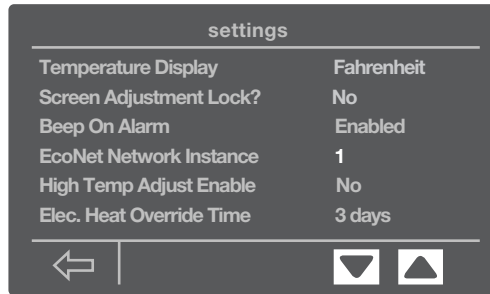 settings
Temperature Display Fahrenheit
Screen Adjustment Lock? No
Beep On Alarm Enabled
EcoNet Network Instance 1
High Temp Adjust Enable No
Elec. Heat Override Time 3 days